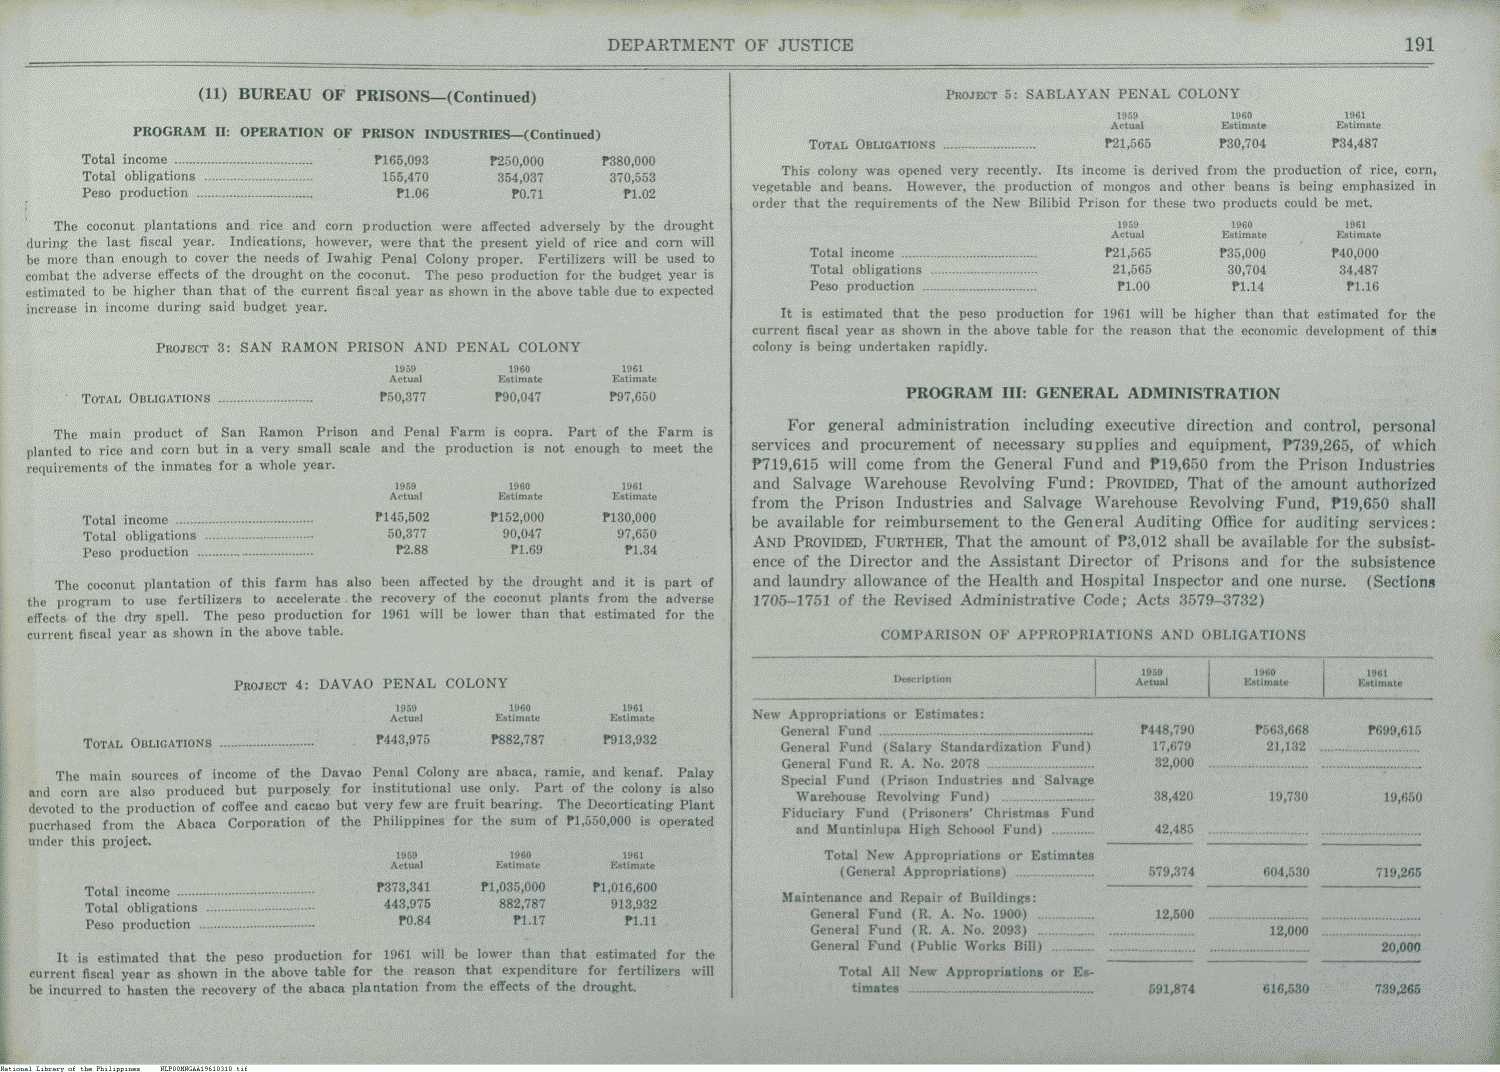 DEPARTMENT OF JUSTICE 191
(11) BUREAU OF PRISONS—(Continued)
PROGRAM II: OPERATION OF PRISON INDUSTRIES—(Continued)
Total income ₱165,093 ₱250,000 ₱380,000
Total obligations 155,470 354,037 370,553
Peso production ₱1.06 ₱0.71 ₱1.02
The coconut plantations and rice and corn production were affected adversely by the drought
during the last fiscal year. Indications, however, were that the present yield of rice and corn will
be more than enough to cover the needs of Iwahig Penal Colony proper. Fertilizers will be used to
combat the adverse effects of the drought on the coconut. The peso production for the budget year is
estimated to be higher than that of the current fiscal year as shown in the above table due to expected
increase in income during said budget year.
PROJECT 3: SAN RAMON PRISON AND PENAL COLONY
1959 1960 1961
Actual Estimate Estimate
TOTAL OBLIGATIONS ₱50,377 ₱90,047 ₱97,650
The main product of San Ramon Prison and Penal Farm is copra. Part of the Farm is
planted to rice and corn but in a very small scale and the production is not enough to meet the
requirements of the inmates for a whole year.
1959 1960 1961
Actual Estimate Estimate
Total income ₱145,502 ₱152,000 ₱130,000
Total obligations 50,377 90,047 97,650
Peso production ₱2.88 ₱1.69 ₱1.34
The coconut plantation of this farm has also been affected by the drought and it is part of
the program to use fertilizers to accelerate the recovery of the coconut plants from the adverse
effects of the dry spell. The peso production for 1961 will be lower than that estimated for the
current fiscal year as shown in the above table.
PROJECT 4: DAVAO PENAL COLONY
1959 1960 1961
Actual Estimate Estimate
TOTAL OBLIGATIONS ₱443,975 ₱882,787 ₱913,932
The main sources of income of the Davao Penal Colony are abaca, ramie, and kenaf. Palay
and corn are also produced but purposely for institutional use only. Part of the colony is also
devoted to the production of coffee and cacao but very few are fruit bearing. The Decorticating Plant
pucrhased from the Abaca Corporation of the Philippines for the sum of ₱1,550,000 is operated
under this project.
1959 1960 1961
Actual Estimate Estimate
Total income ₱373,341 ₱1,035,000 ₱1,016,600
Total obligations 443,975 882,787 913,932
Peso production ₱0.84 ₱1.17 ₱1.11
It is estimated that the peso production for 1961 will be lower than that estimated for the
current fiscal year as shown in the above table for the reason that expenditure for fertilizers will
be incurred to hasten the recovery of the abaca plantation from the effects of the drought.
PROJECT 5: SABLAYAN PENAL COLONY
1959 1960 1961
Actual Estimate Estimate
TOTAL OBLIGATIONS ₱21,565 ₱30,704 ₱34,487
This colony was opened very recently. Its income is derived from the production of rice, corn,
vegetable and beans. However, the production of mongos and other beans is being emphasized in
order that the requirements of the New Bilibid Prison for these two products could be met.
1959 1960 1961
Actual Estimate Estimate
Total income ₱21,565 ₱35,000 ₱40,000
Total obligations 21,565 30,704 34,487
Peso production ₱1.00 ₱1.14 ₱1.16
It is estimated that the peso production for 1961 will be higher than that estimated for the
current fiscal year as shown in the above table for the reason that the economic development of this
colony is being undertaken rapidly.
PROGRAM III: GENERAL ADMINISTRATION
For general administration including executive direction and control, personal
services and procurement of necessary supplies and equipment, ₱739,265, of which
₱719,615 will come from the General Fund and ₱19,650 from the Prison Industries
and Salvage Warehouse Revolving Fund: PROVIDED, That of the amount authorized
from the Prison Industries and Salvage Warehouse Revolving Fund, ₱19,650 shall
be available for reimbursement to the General Auditing Office for auditing services:
AND PROVIDED, FURTHER, That the amount of ₱3,012 shall be available for the subsist-
ence of the Director and the Assistant Director of Prisons and for the subsistence
and laundry allowance of the Health and Hospital Inspector and one nurse. (Sections
1705–1751 of the Revised Administrative Code; Acts 3579–3732)
COMPARISON OF APPROPRIATIONS AND OBLIGATIONS
1959 1960 1961
Description Actual Estimate Estimate
New Appropriations or Estimates:
General Fund ₱448,790 ₱563,668 ₱699,615
General Fund (Salary Standardization Fund) 17,679 21,132
General Fund R. A. No. 2078 32,000
Special Fund (Prison Industries and Salvage
Warehouse Revolving Fund) 38,420 19,730 19,650
Fiduciary Fund (Prisoners' Christmas Fund
and Muntinlupa High Schoool Fund) 42,485
Total New Appropriations or Estimates
(General Appropriations) 579,374 604,530 719,265
Maintenance and Repair of Buildings:
General Fund (R. A. No. 1900) 12,500
General Fund (R. A. No. 2093) 12,000
General Fund (Public Works Bill) 20,000
Total All New Appropriations or Es-
timates 591,874 616,530 739,265
National Library of the Philippines NLP00MNGAA19610310.tif